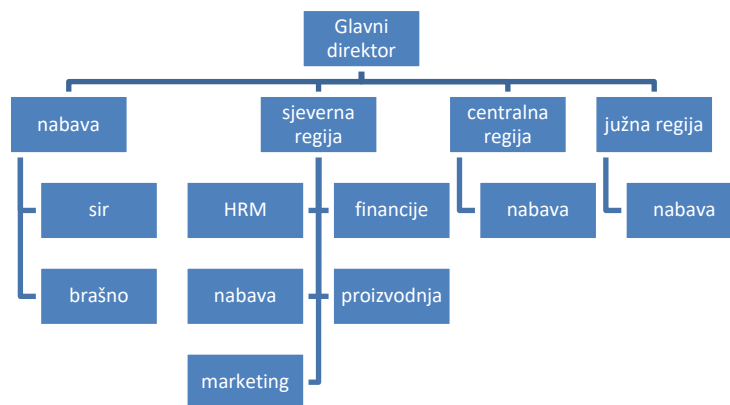 Glavni
direktor
nabava
sjeverna
regija
centralna
regija
južna regija
sir
HRM
financije
nabava
nabava
brašno
nabava
proizvodnja
marketing